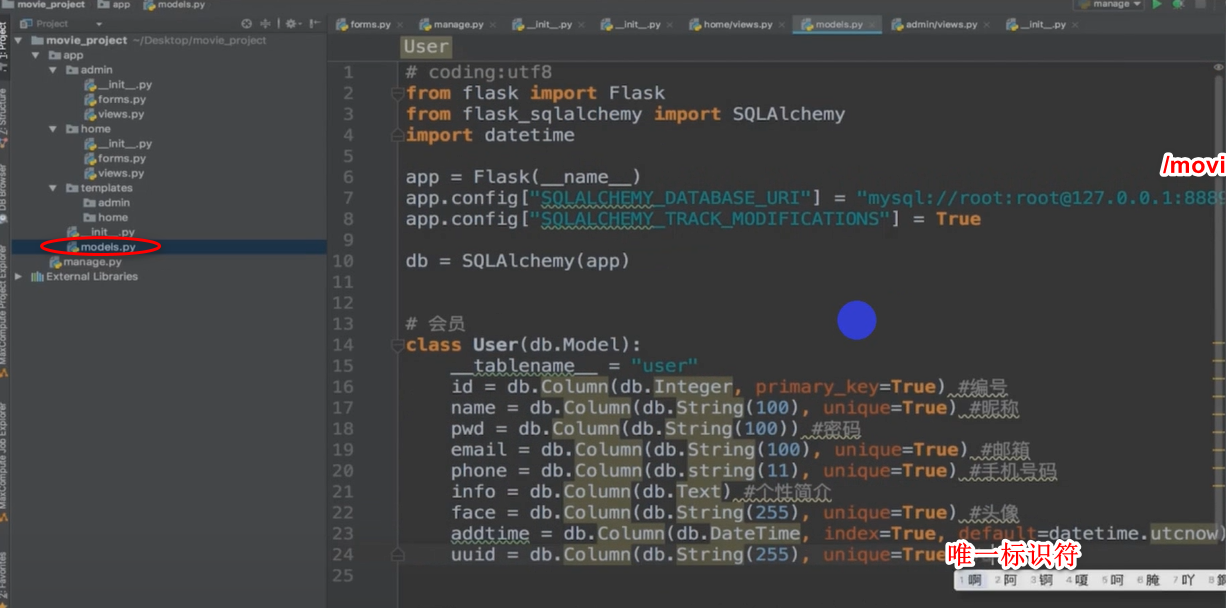 movie_project
app
models.py
manage
Project
forms.py
manage.py
__init__.py
__init__.py
home/views.py
models.py
admin/views.py
__init__.py
movie_project ~/Desktop/movie_project
app
admin
__init__.py
forms.py
views.py
home
__init__.py
forms.py
views.py
templates
admin
home
__init__.py
models.py
manage.py
External Libraries
1: Project
Z: Structure
DB Browser
MaxCompute Project Explorer
MaxCompute Job Explorer
2: Favorites
User
1 # coding:utf8
2 from flask import Flask
3 from flask_sqlalchemy import SQLAlchemy
4 import datetime
5
6 app = Flask(__name__)
/movi
7 app.config["SQLALCHEMY_DATABASE_URI"] = "mysql://root:root@127.0.0.1:8889
8 app.config["SQLALCHEMY_TRACK_MODIFICATIONS"] = True
9
10 db = SQLAlchemy(app)
11
12
13 # 会员
14 class User(db.Model):
15 __tablename__ = "user"
16 id = db.Column(db.Integer, primary_key=True) #编号
17 name = db.Column(db.String(100), unique=True) #昵称
18 pwd = db.Column(db.String(100)) #密码
19 email = db.Column(db.String(100), unique=True) #邮箱
20 phone = db.Column(db.string(11), unique=True) #手机号码
21 info = db.Column(db.Text) #个性简介
22 face = db.Column(db.String(255), unique=True) #头像
23 addtime = db.Column(db.DateTime, index=True, default=datetime.utcnow)
24 uuid = db.Column(db.String(255), unique=True 唯一标识符
25
1 啊 2 阿 3 锕 4 嗄 5 呵 6 腌 7 吖 8